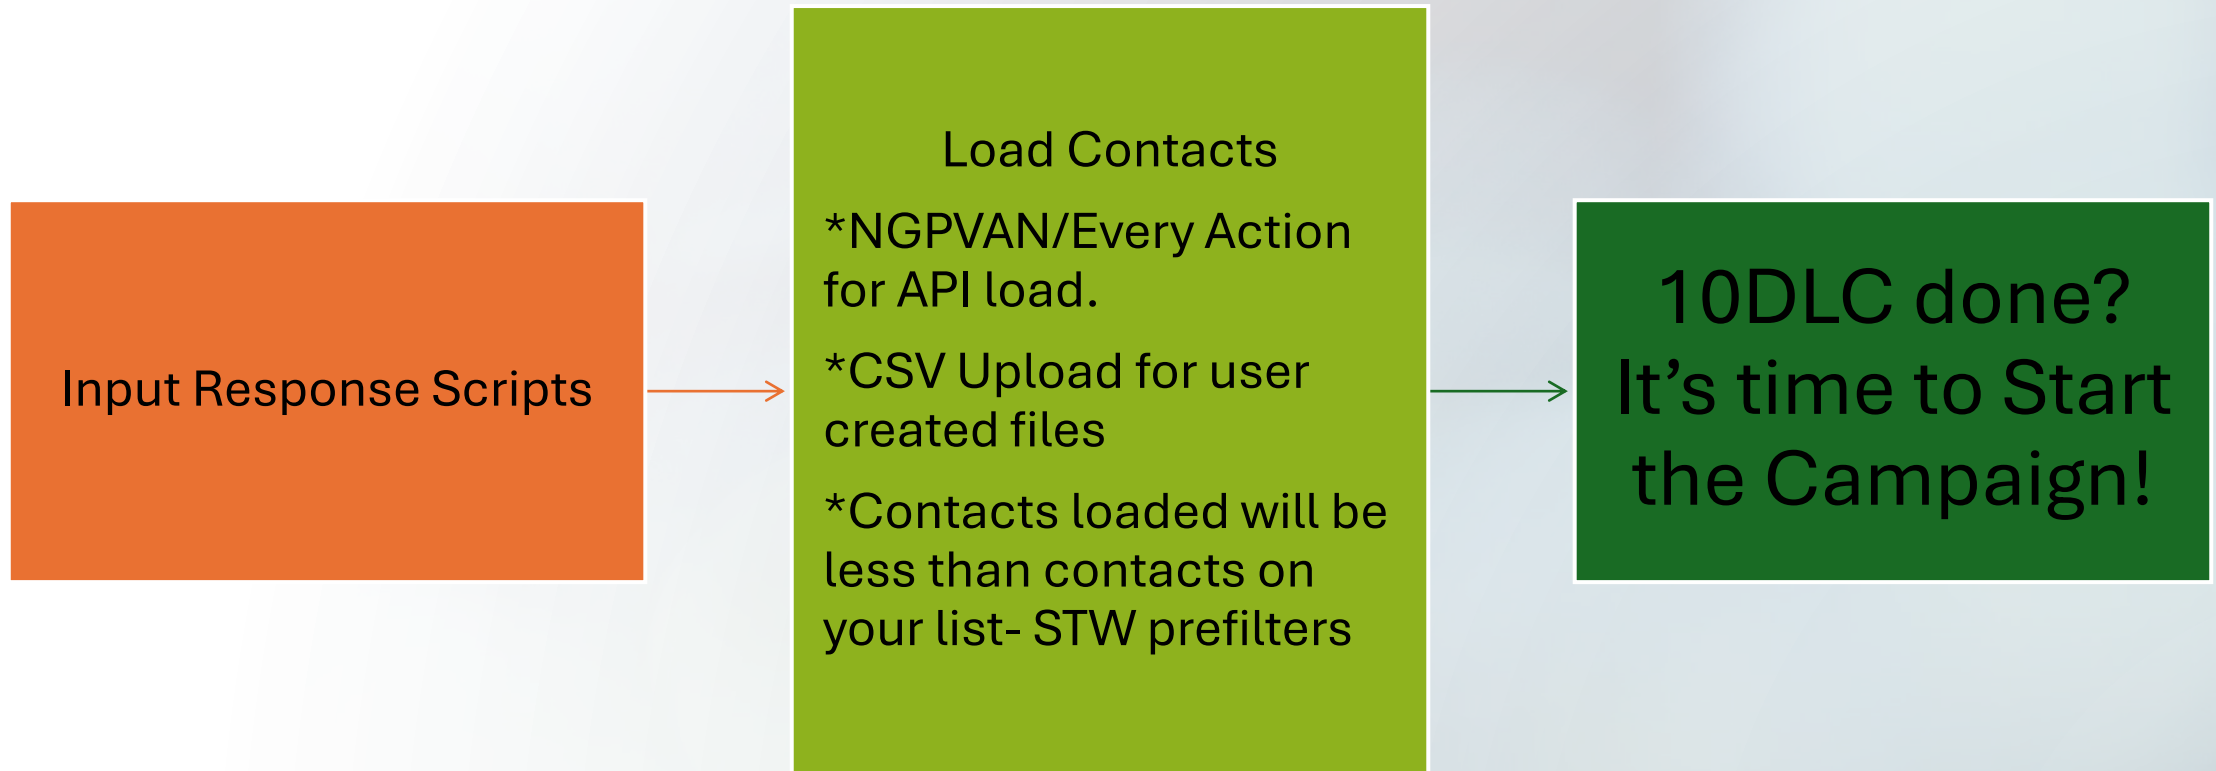 Input Response Scripts
Load Contacts
*NGPVAN/Every Action
for API load.
*CSV Upload for user
created files
*Contacts loaded will be
less than contacts on
your list- STW prefilters
10DLC done?
It’s time to Start
the Campaign!